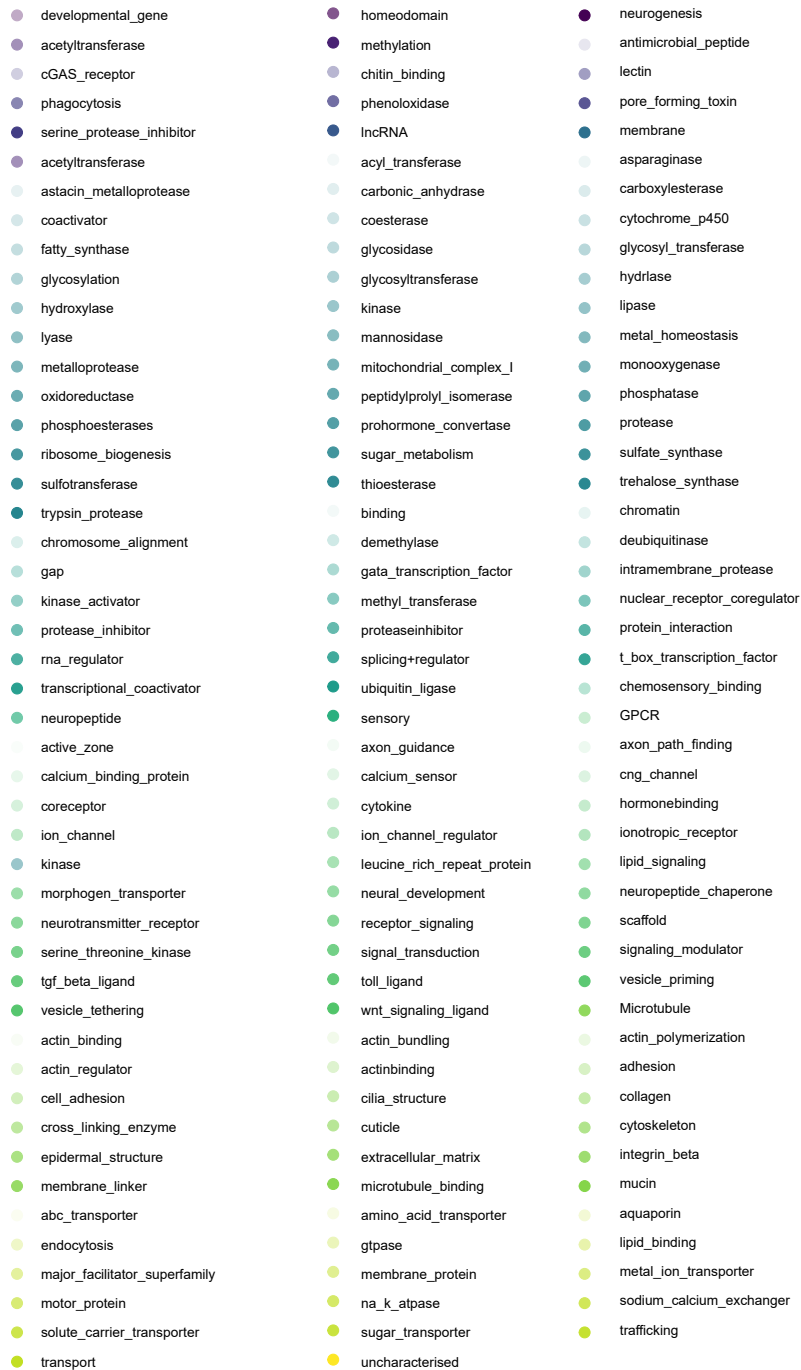 developmental_gene
homeodomain
neurogenesis
acetyltransferase
methylation
antimicrobial_peptide
cGAS_receptor
chitin_binding
lectin
phagocytosis
phenoloxidase
pore_forming_toxin
serine_protease_inhibitor
lncRNA
membrane
acetyltransferase
acyl_transferase
asparaginase
astacin_metalloprotease
carbonic_anhydrase
carboxylesterase
coactivator
coesterase
cytochrome_p450
fatty_synthase
glycosidase
glycosyl_transferase
glycosylation
glycosyltransferase
hydrlase
hydroxylase
kinase
lipase
lyase
mannosidase
metal_homeostasis
metalloprotease
mitochondrial_complex_I
monooxygenase
oxidoreductase
peptidylprolyl_isomerase
phosphatase
phosphoesterases
prohormone_convertase
protease
ribosome_biogenesis
sugar_metabolism
sulfate_synthase
sulfotransferase
thioesterase
trehalose_synthase
trypsin_protease
binding
chromatin
chromosome_alignment
demethylase
deubiquitinase
gap
gata_transcription_factor
intramembrane_protease
kinase_activator
methyl_transferase
nuclear_receptor_coregulator
protease_inhibitor
proteaseinhibitor
protein_interaction
rna_regulator
splicing+regulator
t_box_transcription_factor
transcriptional_coactivator
ubiquitin_ligase
chemosensory_binding
neuropeptide
sensory
GPCR
active_zone
axon_guidance
axon_path_finding
calcium_binding_protein
calcium_sensor
cng_channel
coreceptor
cytokine
hormonebinding
ion_channel
ion_channel_regulator
ionotropic_receptor
kinase
leucine_rich_repeat_protein
lipid_signaling
morphogen_transporter
neural_development
neuropeptide_chaperone
neurotransmitter_receptor
receptor_signaling
scaffold
serine_threonine_kinase
signal_transduction
signaling_modulator
tgf_beta_ligand
toll_ligand
vesicle_priming
vesicle_tethering
wnt_signaling_ligand
Microtubule
actin_binding
actin_bundling
actin_polymerization
actin_regulator
actinbinding
adhesion
cell_adhesion
cilia_structure
collagen
cross_linking_enzyme
cuticle
cytoskeleton
epidermal_structure
extracellular_matrix
integrin_beta
membrane_linker
microtubule_binding
mucin
abc_transporter
amino_acid_transporter
aquaporin
endocytosis
gtpase
lipid_binding
major_facilitator_superfamily
membrane_protein
metal_ion_transporter
motor_protein
na_k_atpase
sodium_calcium_exchanger
solute_carrier_transporter
sugar_transporter
trafficking
transport
uncharacterised